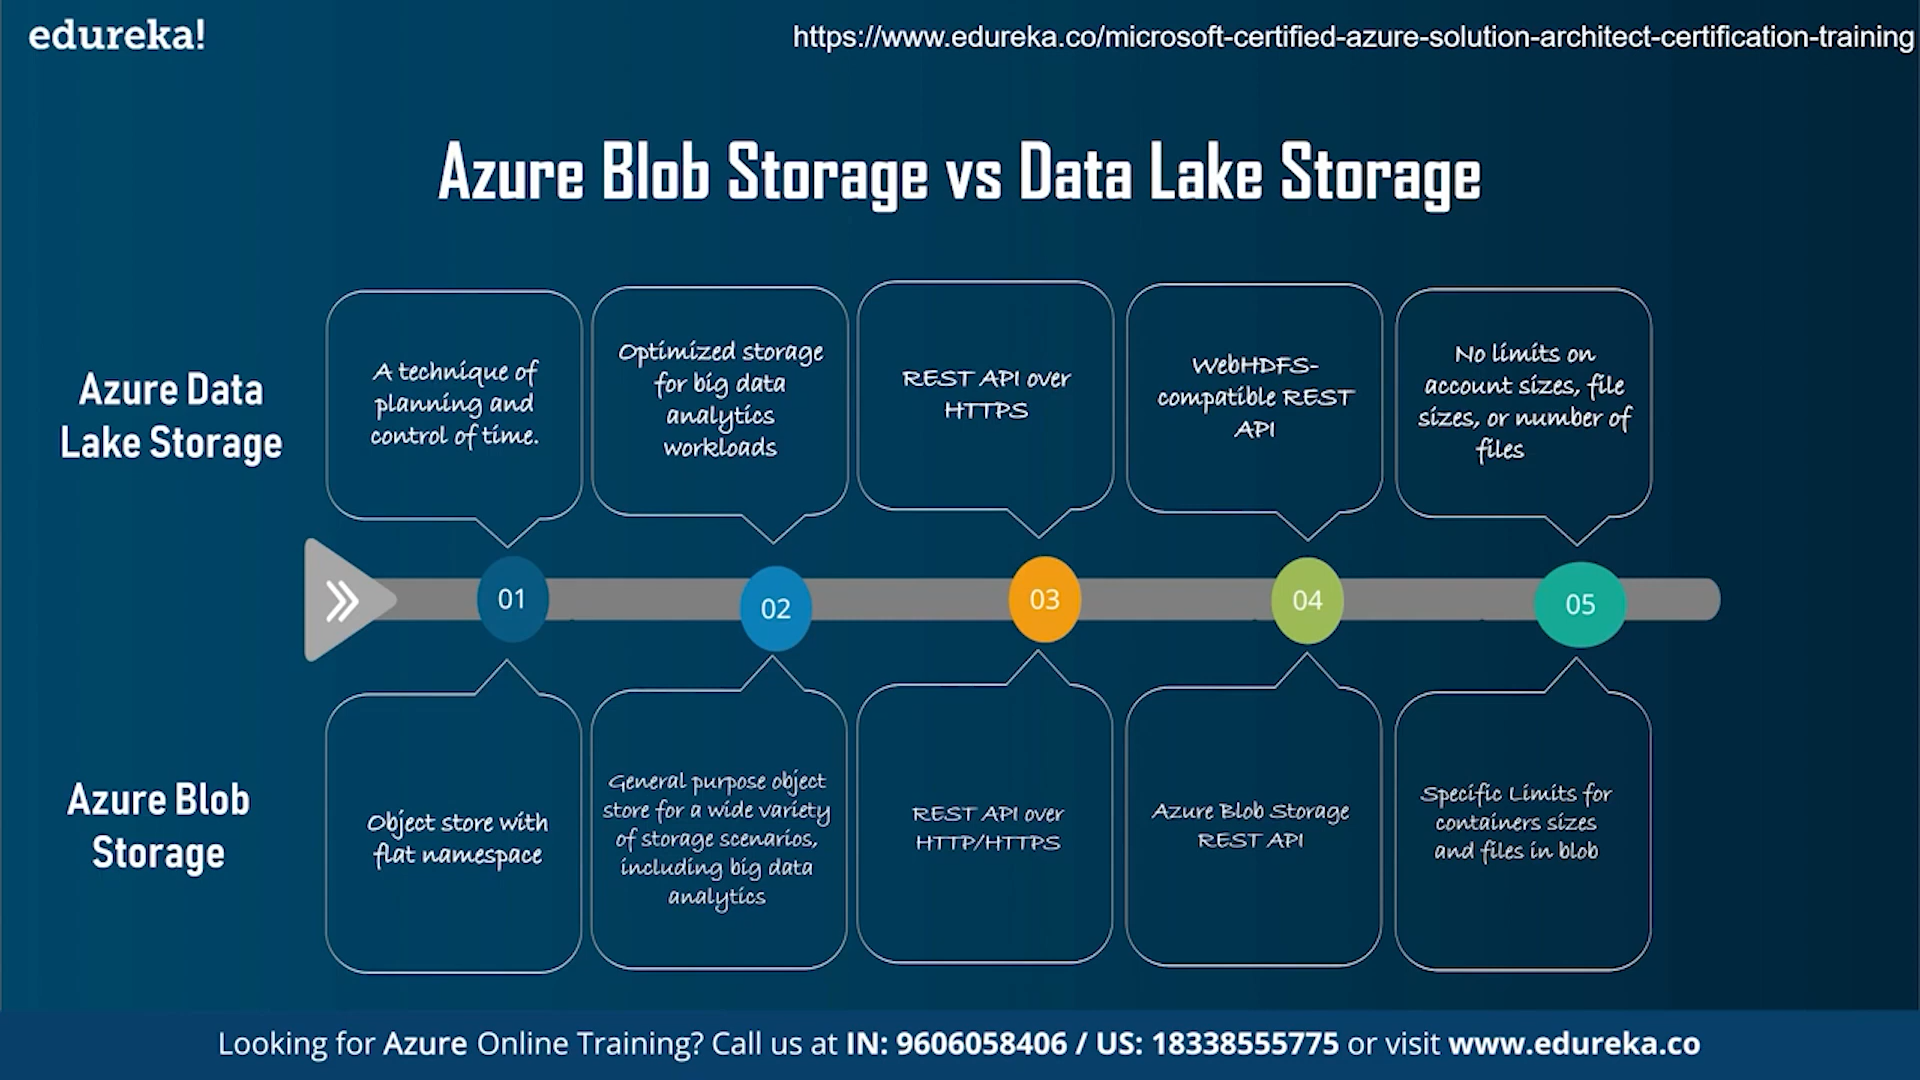 edureka!
https://www.edureka.co/microsoft-certified-azure-solution-architect-certification-training
Azure Blob Storage vs Data Lake Storage
Azure Data
Lake Storage
A technique of
planning and
control of time.
Optimized storage
for big data
analytics
workloads
REST API over
HTTPS
WebHDFS-
compatible REST
API
No limits on
account sizes, file
sizes, or number of
files
01
02
03
04
05
Azure Blob
Storage
Object store with
flat namespace
General purpose object
store for a wide variety
of storage scenarios,
including big data
analytics
REST API over
HTTP/HTTPS
Azure Blob Storage
REST API
Specific Limits for
containers sizes
and files in blob
Looking for Azure Online Training? Call us at IN: 9606058406 / US: 18338555775 or visit www.edureka.co